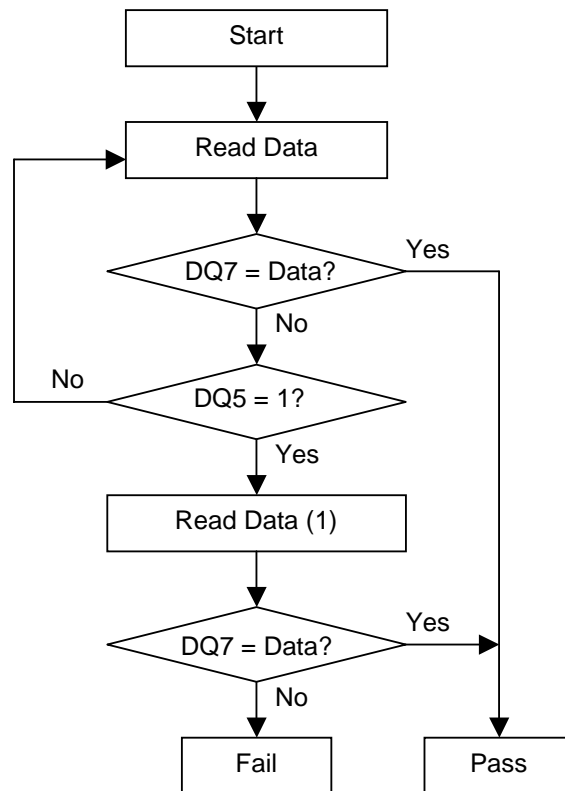 Start
Read Data
DQ7 = Data?
Yes
No
DQ5 = 1?
No
Yes
Read Data (1)
DQ7 = Data?
Yes
No
Fail
Pass